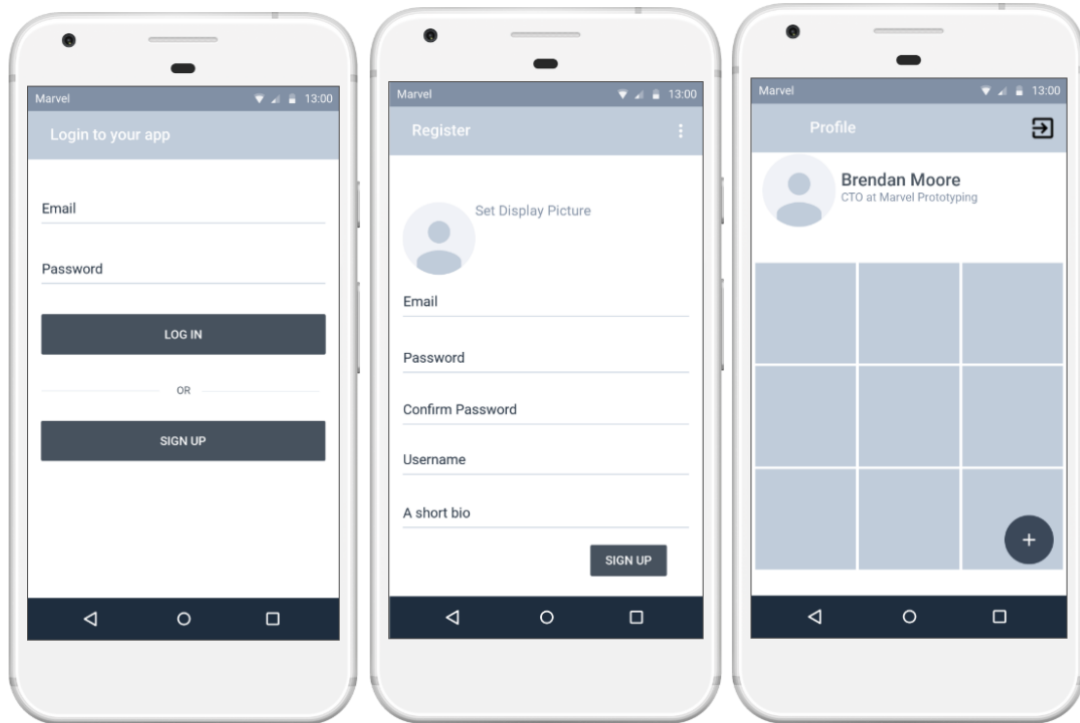 Marvel
13:00
Login to your app
Email
Password
LOG IN
OR
SIGN UP
Marvel
13:00
Register
Set Display Picture
Email
Password
Confirm Password
Username
A short bio
SIGN UP
Marvel
13:00
Profile
Brendan Moore
CTO at Marvel Prototyping
+